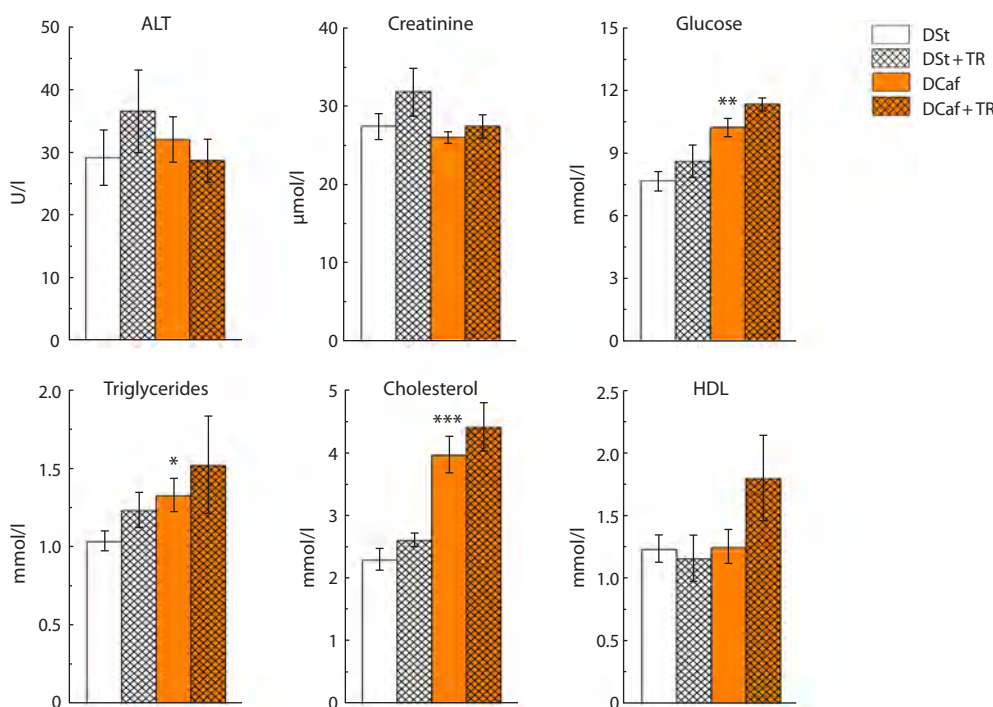 ALT
50
40
30
20
10
0
U/l
Creatinine
40
30
20
10
0
μmol/l
Glucose
15
12
9
6
3
0
mmol/l
**
DSt
DSt + TR
DCaf
DCaf + TR
Triglycerides
2.0
1.5
1.0
0.5
0
mmol/l
*
Cholesterol
5
4
3
2
1
0
mmol/l
***
HDL
2.5
2.0
1.5
1.0
0.5
0
mmol/l